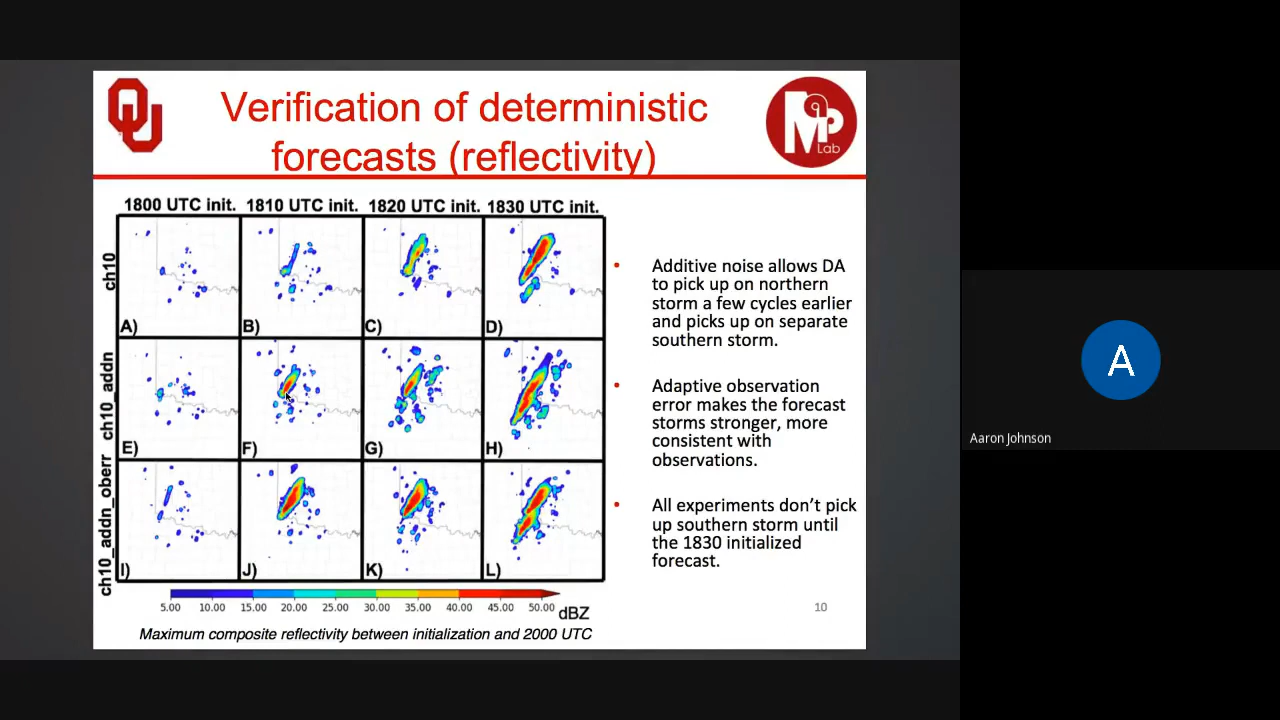 Verification of deterministic
forecasts (reflectivity)
M a p
Lab
1800 UTC init. 1810 UTC init. 1820 UTC init. 1830 UTC init.
ch10
A) B) C) D)
ch10_addn
E) F) G) H)
ch10_addn_oberr
I) J) K) L)
5.00 10.00 15.00 20.00 25.00 30.00 35.00 40.00 45.00 50.00 dBZ
Maximum composite reflectivity between initialization and 2000 UTC
• Additive noise allows DA
to pick up on northern
storm a few cycles earlier
and picks up on separate
southern storm.
• Adaptive observation
error makes the forecast
storms stronger, more
consistent with
observations.
• All experiments don’t pick
up southern storm until
the 1830 initialized
forecast.
10
A
Aaron Johnson